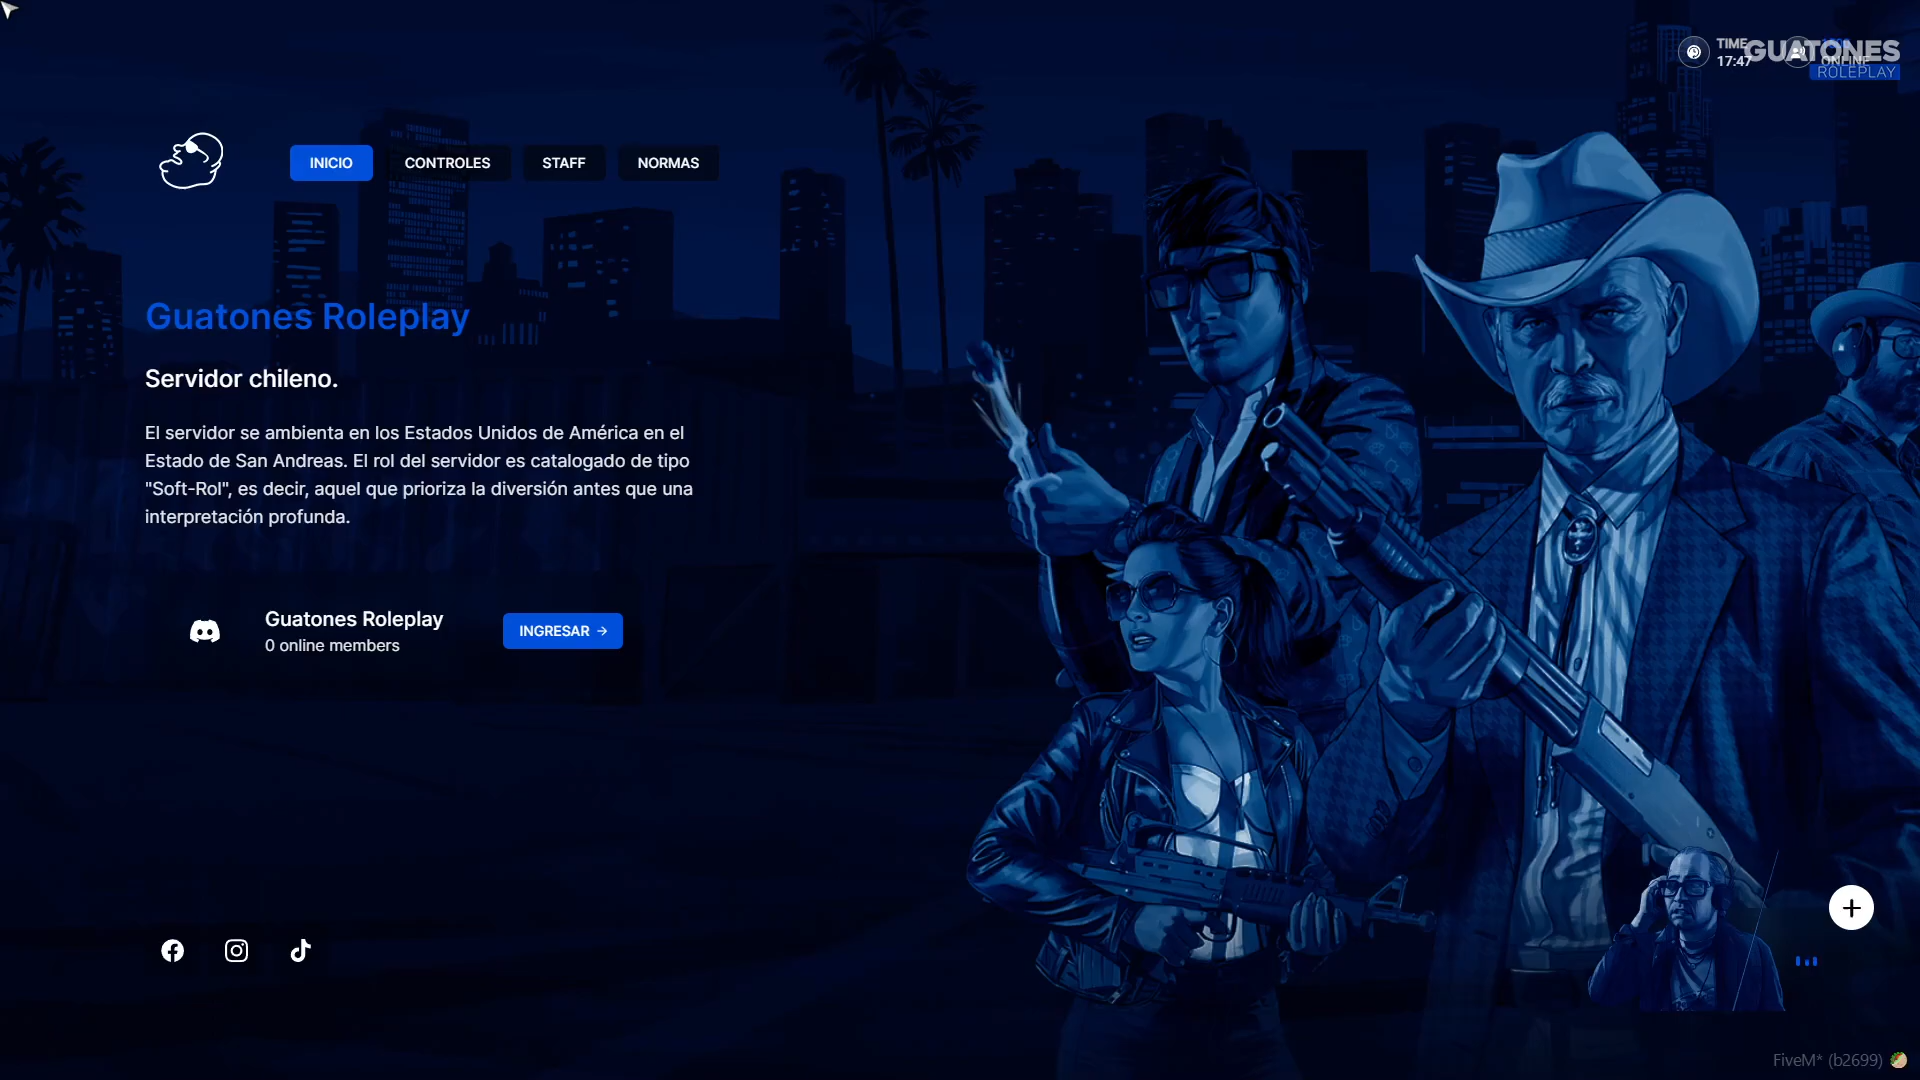 TIME
17:47
GUATONES
ONLINE
ROLEPLAY
INICIO
CONTROLES
STAFF
NORMAS
Guatones Roleplay
Servidor chileno.
El servidor se ambienta en los Estados Unidos de América en el
Estado de San Andreas. El rol del servidor es catalogado de tipo
"Soft-Rol", es decir, aquel que prioriza la diversión antes que una
interpretación profunda.
Guatones Roleplay
0 online members
INGRESAR →
FiveM* (b2699)